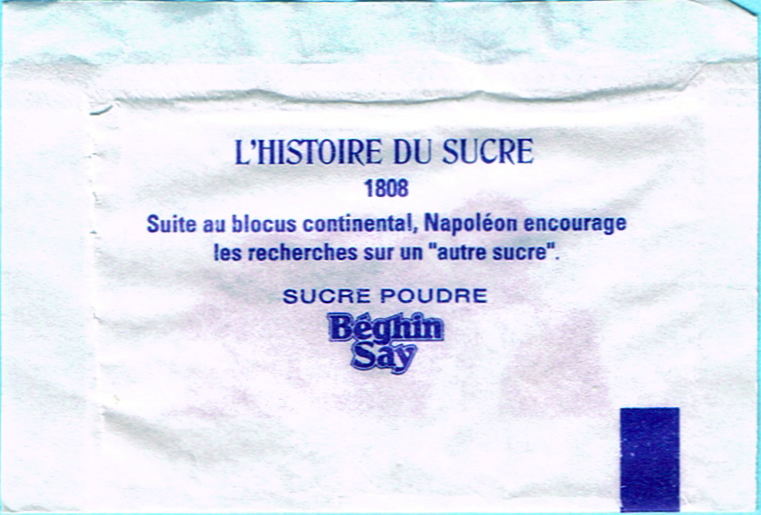 L'HISTOIRE DU SUCRE
1808
Suite au blocus continental, Napoléon encourage
les recherches sur un "autre sucre".
SUCRE POUDRE
Béghin
Say